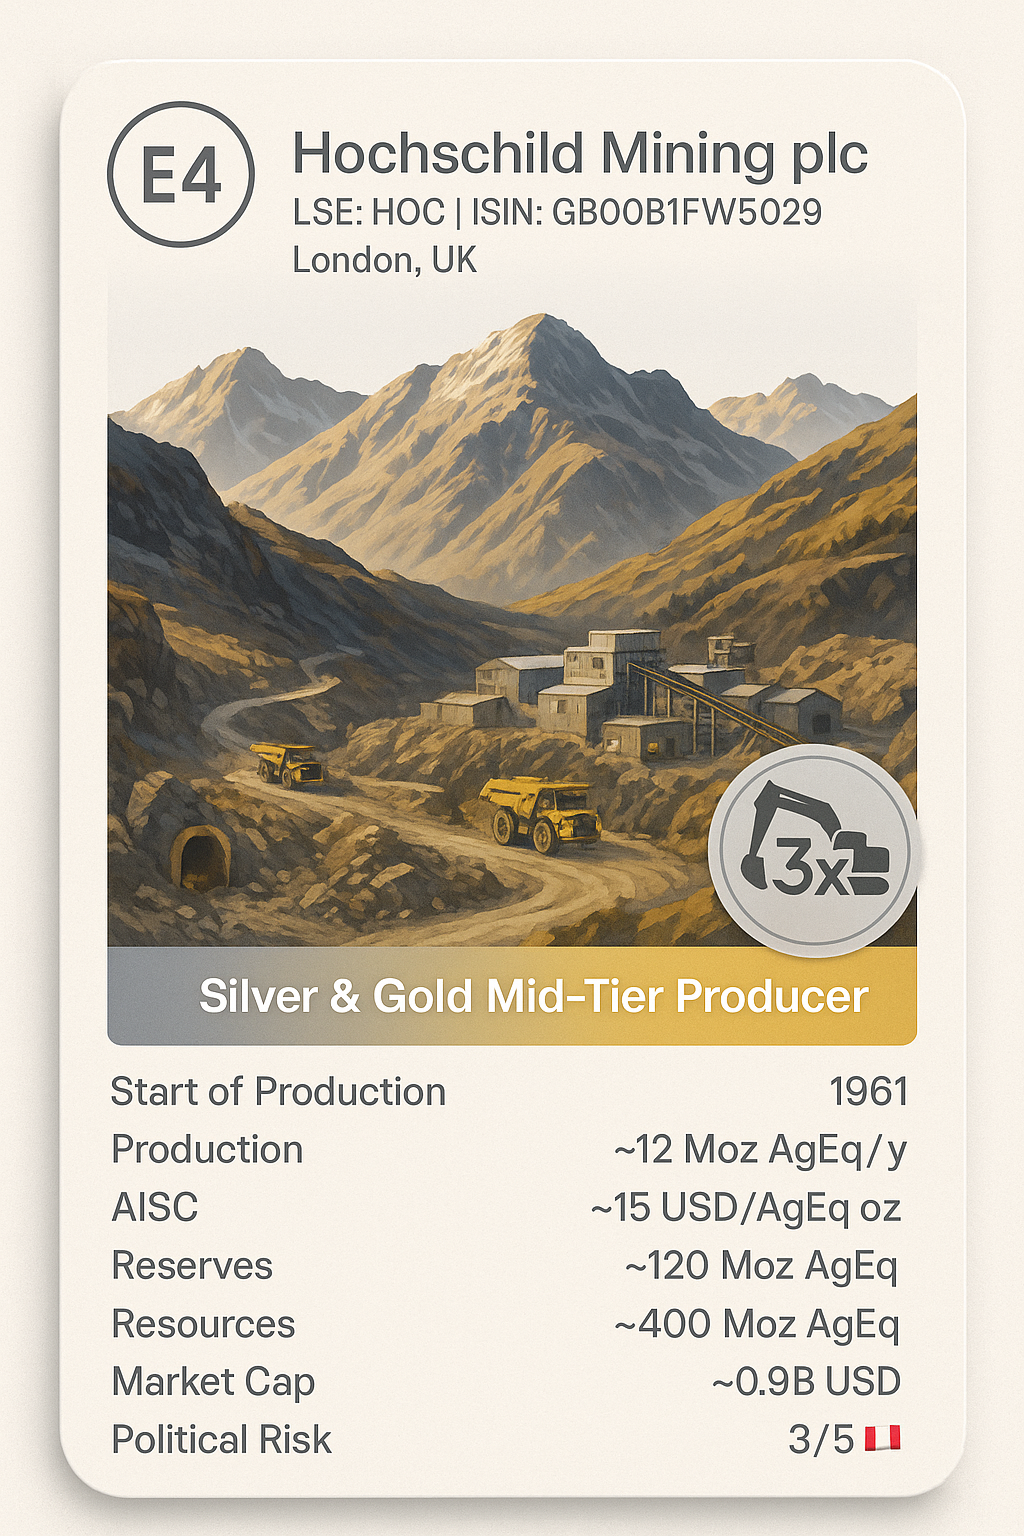 E4
Hochschild Mining plc
LSE: HOC | ISIN: GB00B1FW5029
London, UK
3x
Silver & Gold Mid-Tier Producer
Start of Production 1961
Production ~12 Moz AgEq/y
AISC ~15 USD/AgEq oz
Reserves ~120 Moz AgEq
Resources ~400 Moz AgEq
Market Cap ~0.9B USD
Political Risk 3/5